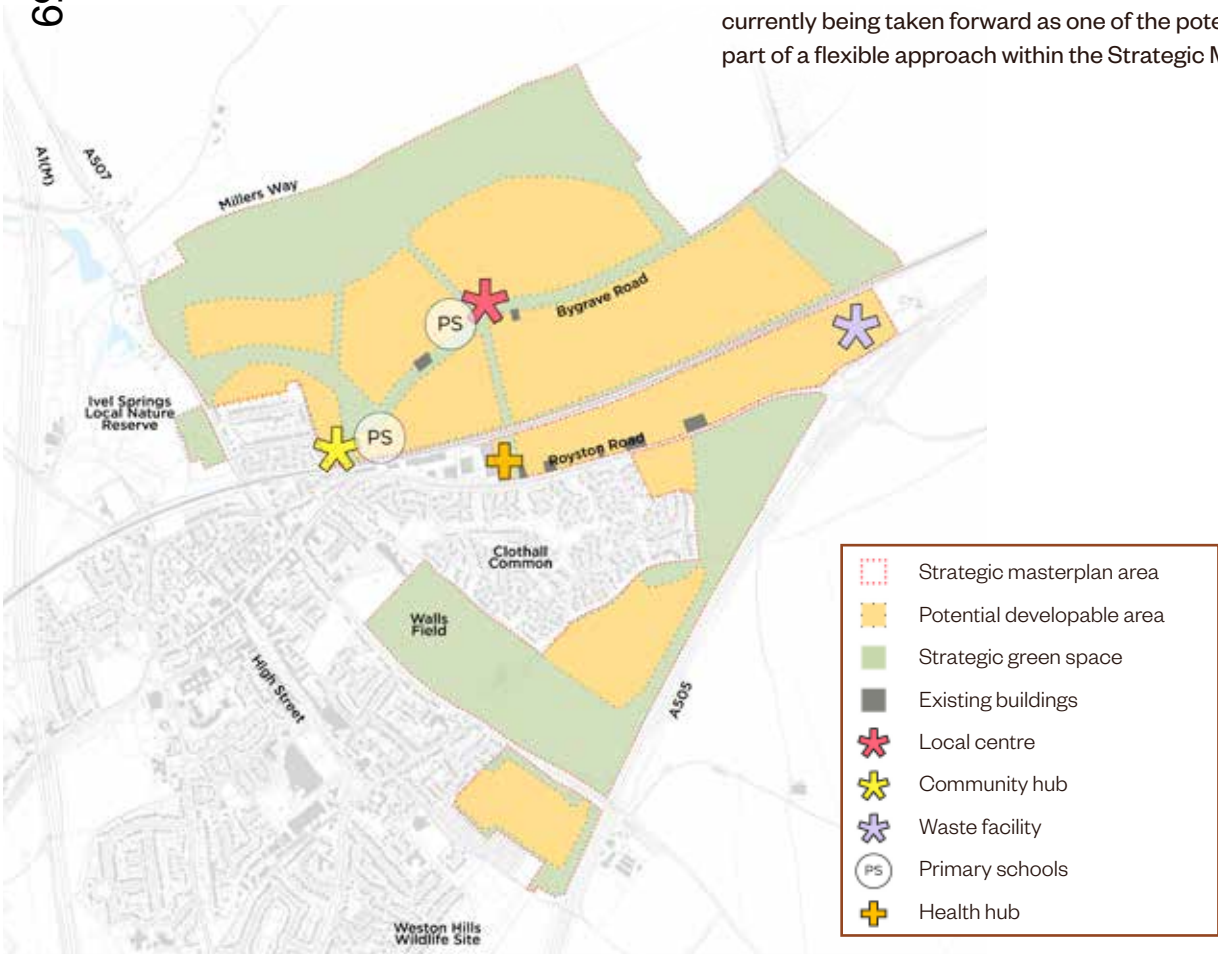 69
currently being taken forward as one of the pote
part of a flexible approach within the Strategic M
A1(M)
A507
Millers Way
Bygrave Road
PS
Ivel Springs
Local Nature
Reserve
PS
Royston Road
Clothall
Common
Walls
Field
High Street
A505
Weston Hills
Wildlife Site
Strategic masterplan area
Potential developable area
Strategic green space
Existing buildings
Local centre
Community hub
Waste facility
PS
Primary schools
Health hub